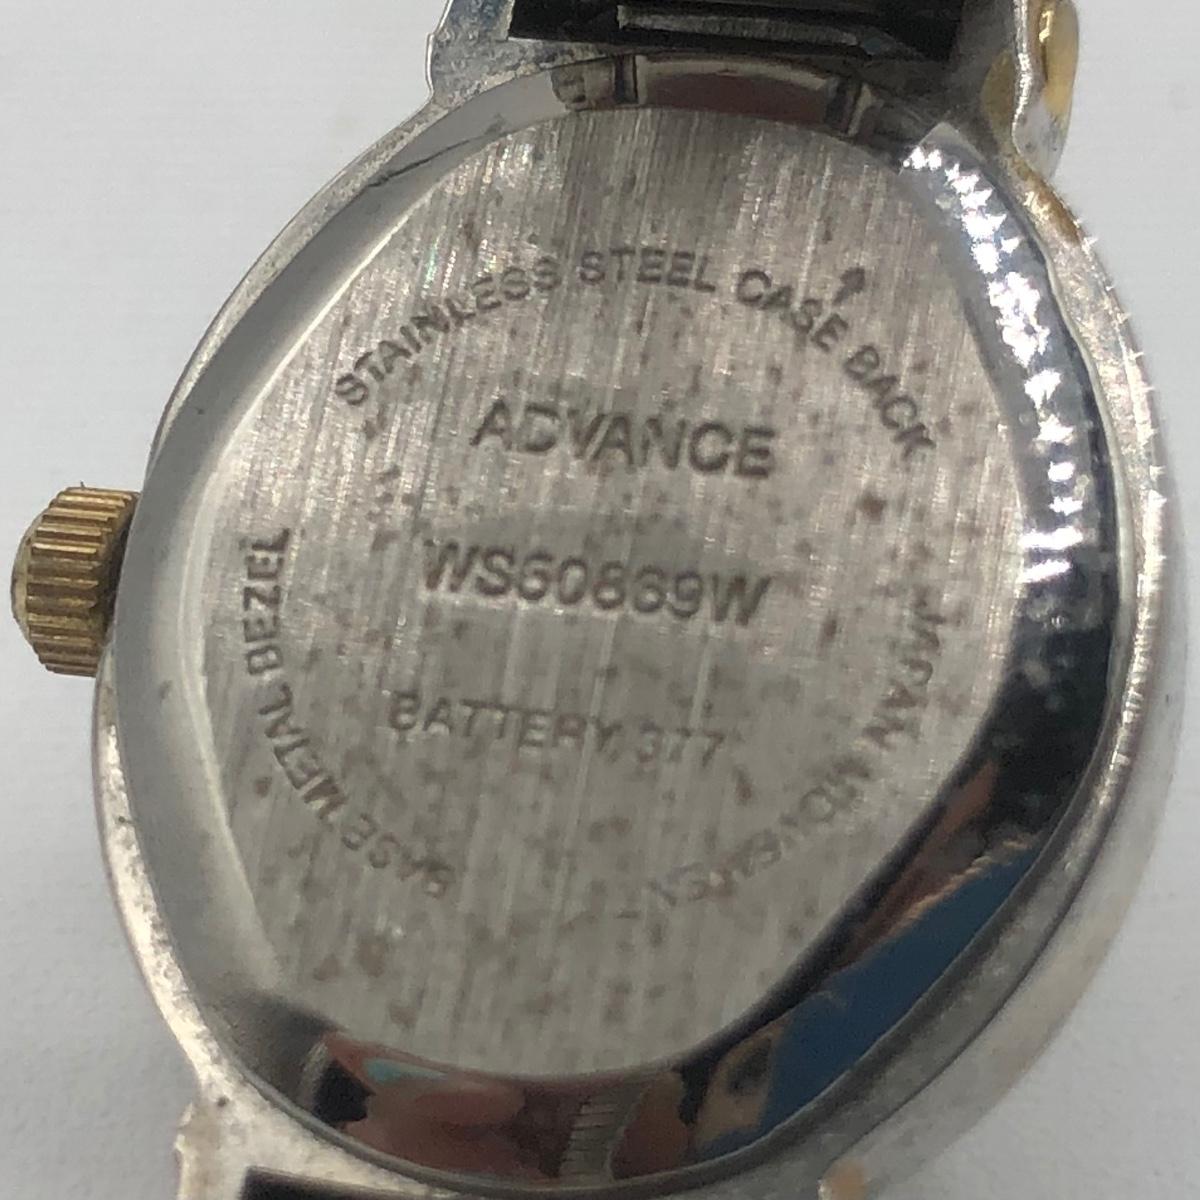 STAINLESS STEEL CASE BACK
ADVANCE
WS60869W
BATTERY 377
BASE METAL BEZEL
JAPAN MOVEMENT